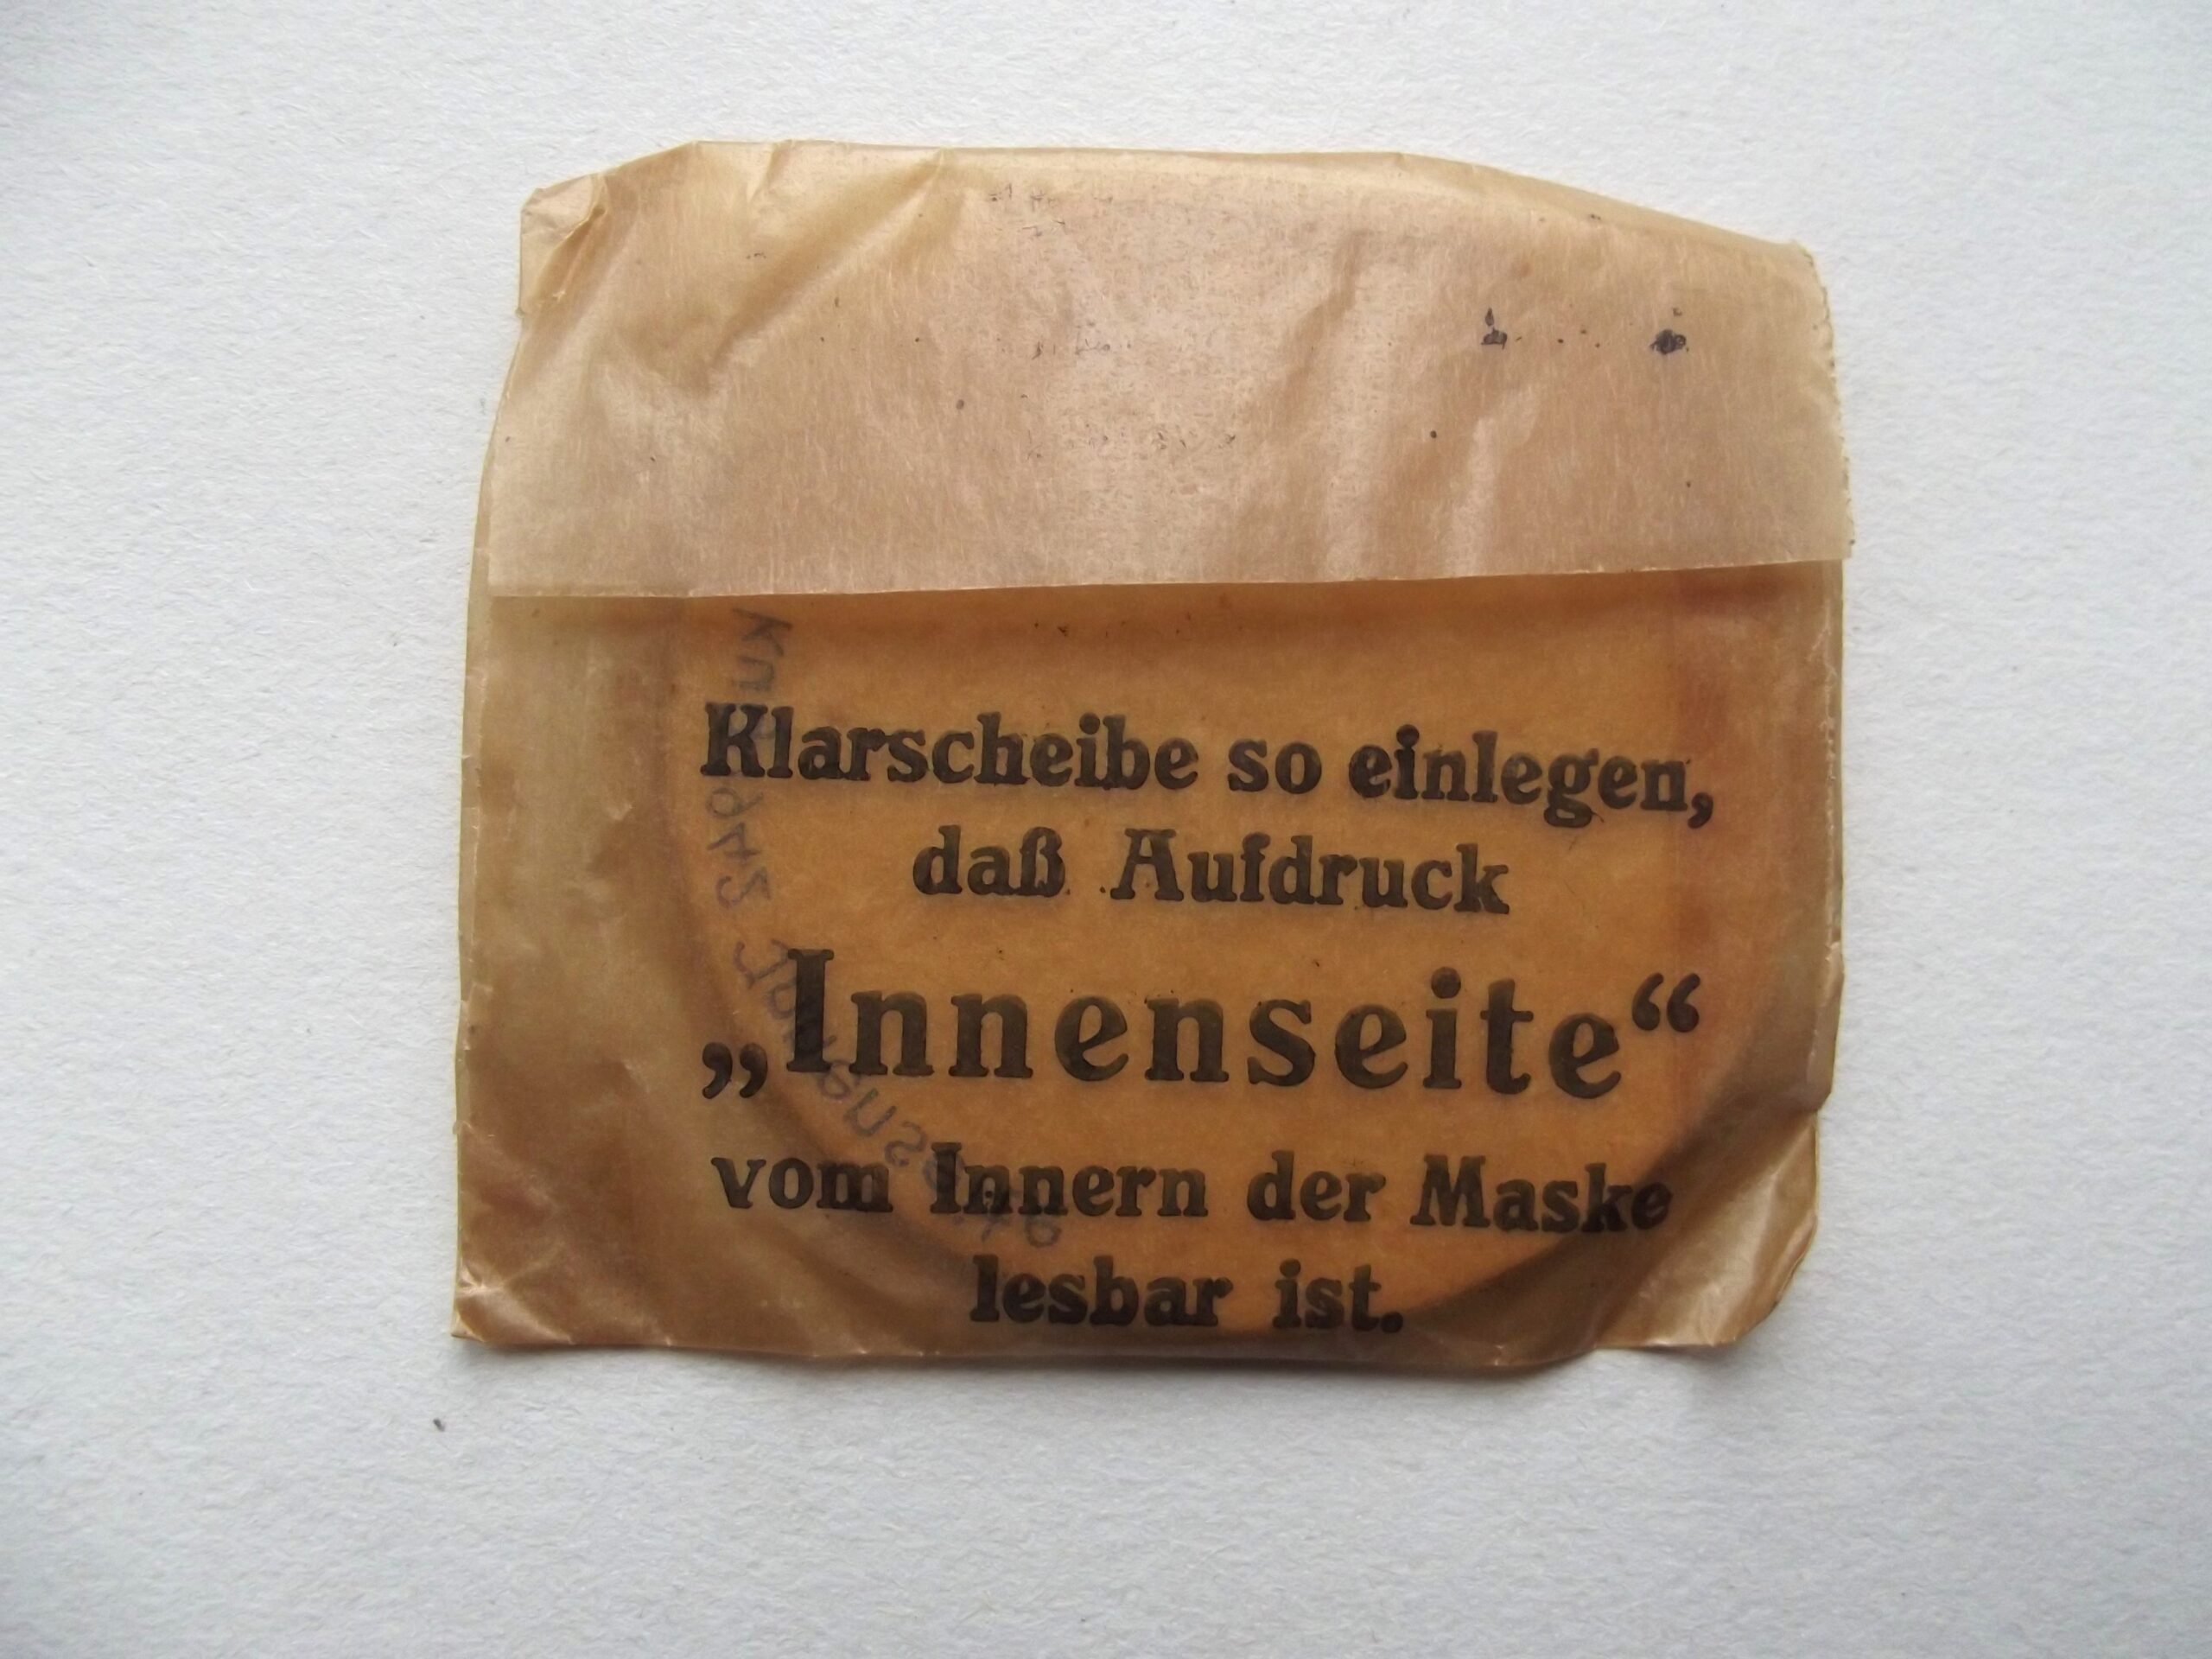 Klarscheibe so einlegen,
daß Aufdruck
„Innenseite“
vom Innern der Maske
lesbar ist.